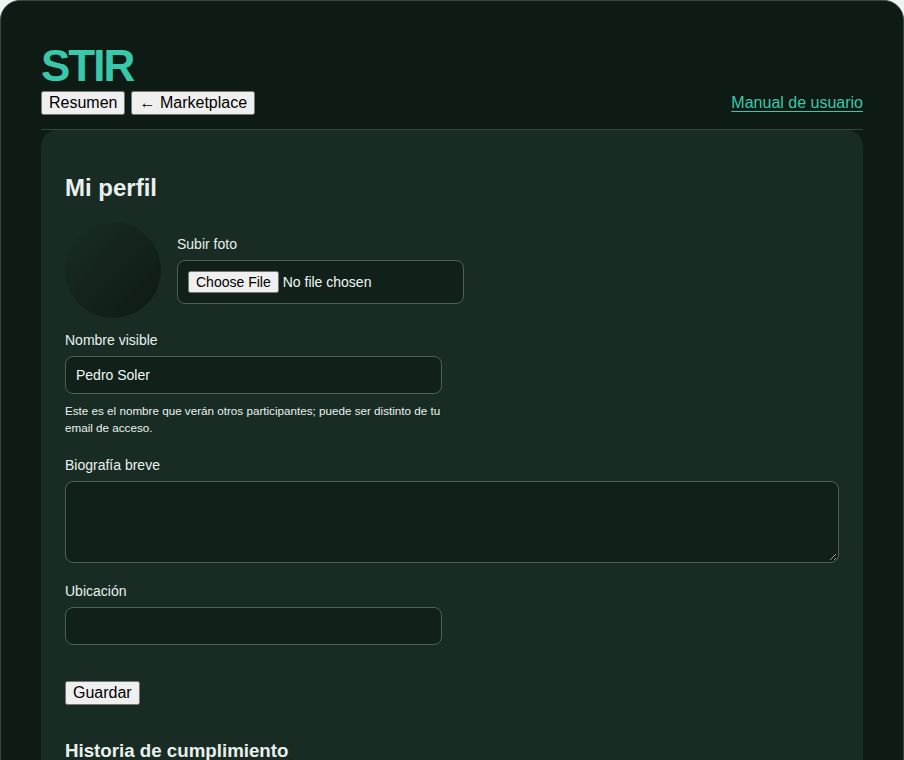 STIR
Resumen
← Marketplace
Manual de usuario
Mi perfil
Subir foto
Choose File No file chosen
Nombre visible
Pedro Soler
Este es el nombre que verán otros participantes; puede ser distinto de tu
email de acceso.
Biografía breve
Ubicación
Guardar
Historia de cumplimiento